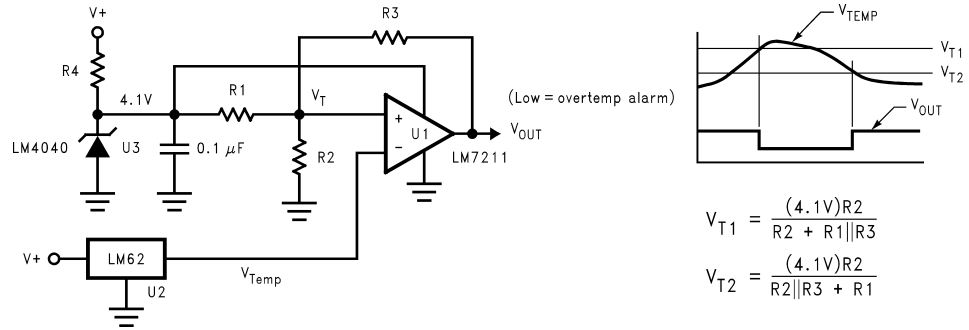 V+
R3
R4
4.1V
R1
V_T
+
U1
−
(Low = overtemp alarm)
V_OUT
LM7211
LM4040
U3
0.1 μF
R2
V+
LM62
U2
V_Temp
V_TEMP
V_T1
V_T2
V_OUT
V_T1 = (4.1V)R2 / R2 + R1||R3
V_T2 = (4.1V)R2 / R2||R3 + R1